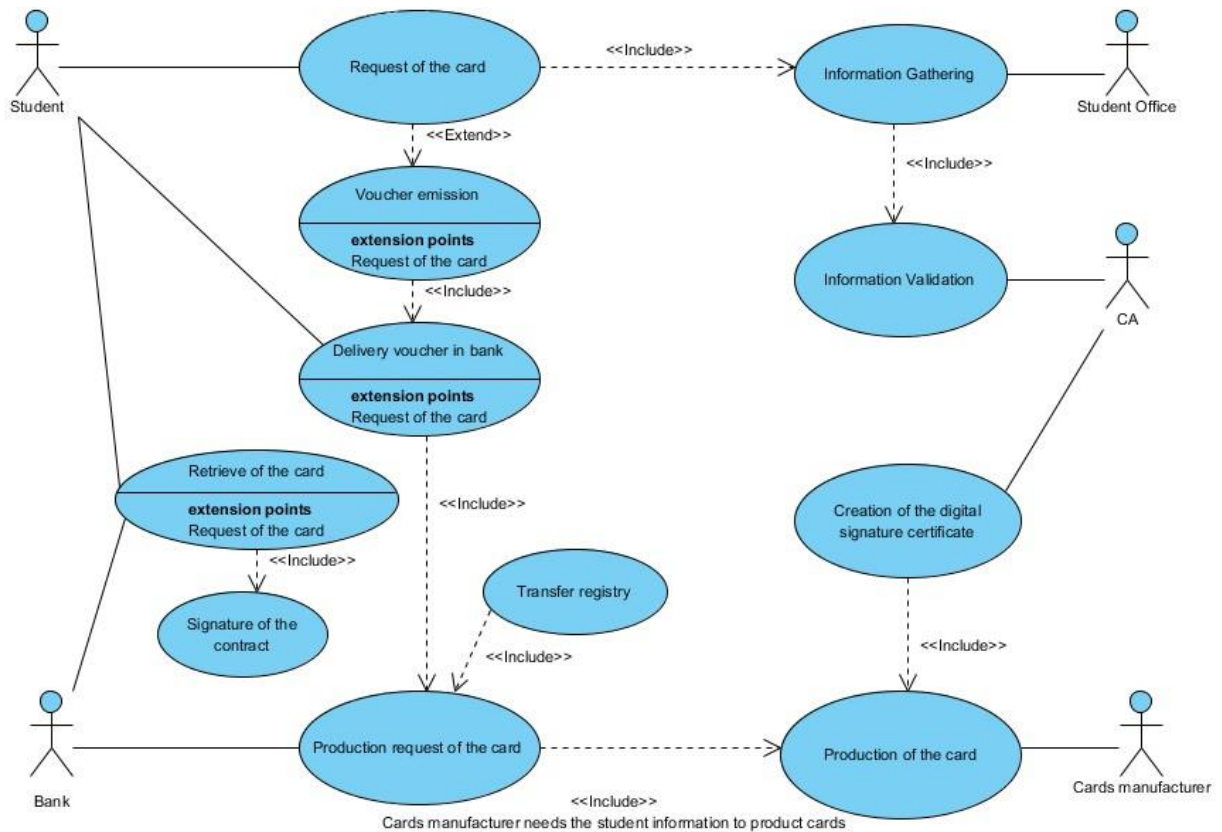 Student
Request of the card
<<Include>>
Information Gathering
Student Office
<<Extend>>
<<Include>>
Voucher emission
extension points
Request of the card
Information Validation
CA
<<Include>>
Delivery voucher in bank
extension points
Request of the card
Retrieve of the card
extension points
Request of the card
<<Include>>
Creation of the digital
signature certificate
<<Include>>
Transfer registry
Signature of the
contract
<<Include>>
<<Include>>
Bank
Production request of the card
Production of the card
Cards manufacturer
<<Include>>
Cards manufacturer needs the student information to product cards